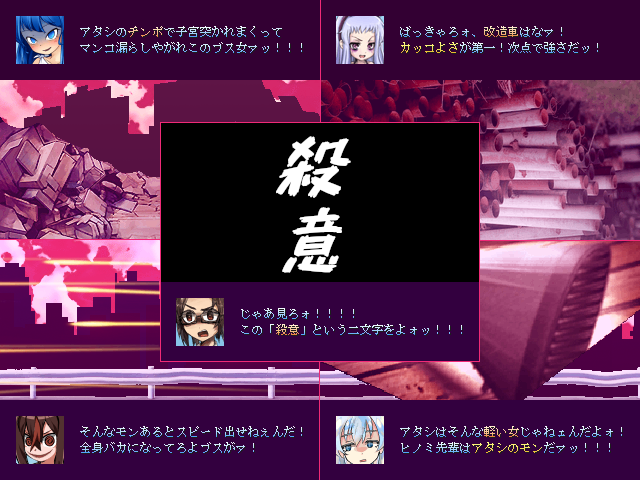 アタシのチンポで子宮突かれまくって
マンコ漏らしやがれこのブス女ァッ！！！
ばっきゃろォ、改造車はなァ！
カッコよさが第一！次点で強さだッ！
殺意
じゃあ見ろォ！！！！
この「殺意」という二文字をよォッ！！！
そんなモンあるとスピード出せねぇんだ！
全身バカになってろよブスがァ！
アタシはそんな軽い女じゃねェんだよォ！
ヒノミ先輩はアタシのモンだァッ！！！